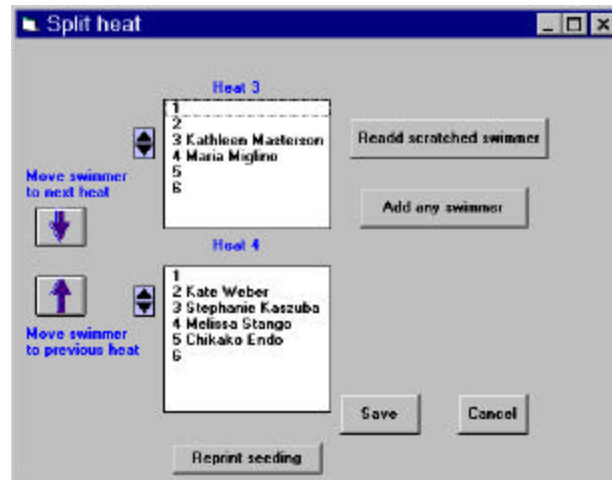 Split heat
Heat 3
1
2
3 Kathleen Masterson
4 Maria Miglino
5
6
Readd scratched swimmer
Add any swimmer
Move swimmer
to next heat
Heat 4
1
2 Kate Weber
3 Stephanie Kaszuba
4 Melissa Stango
5 Chikako Endo
6
Move swimmer
to previous heat
Save
Cancel
Reprint seeding